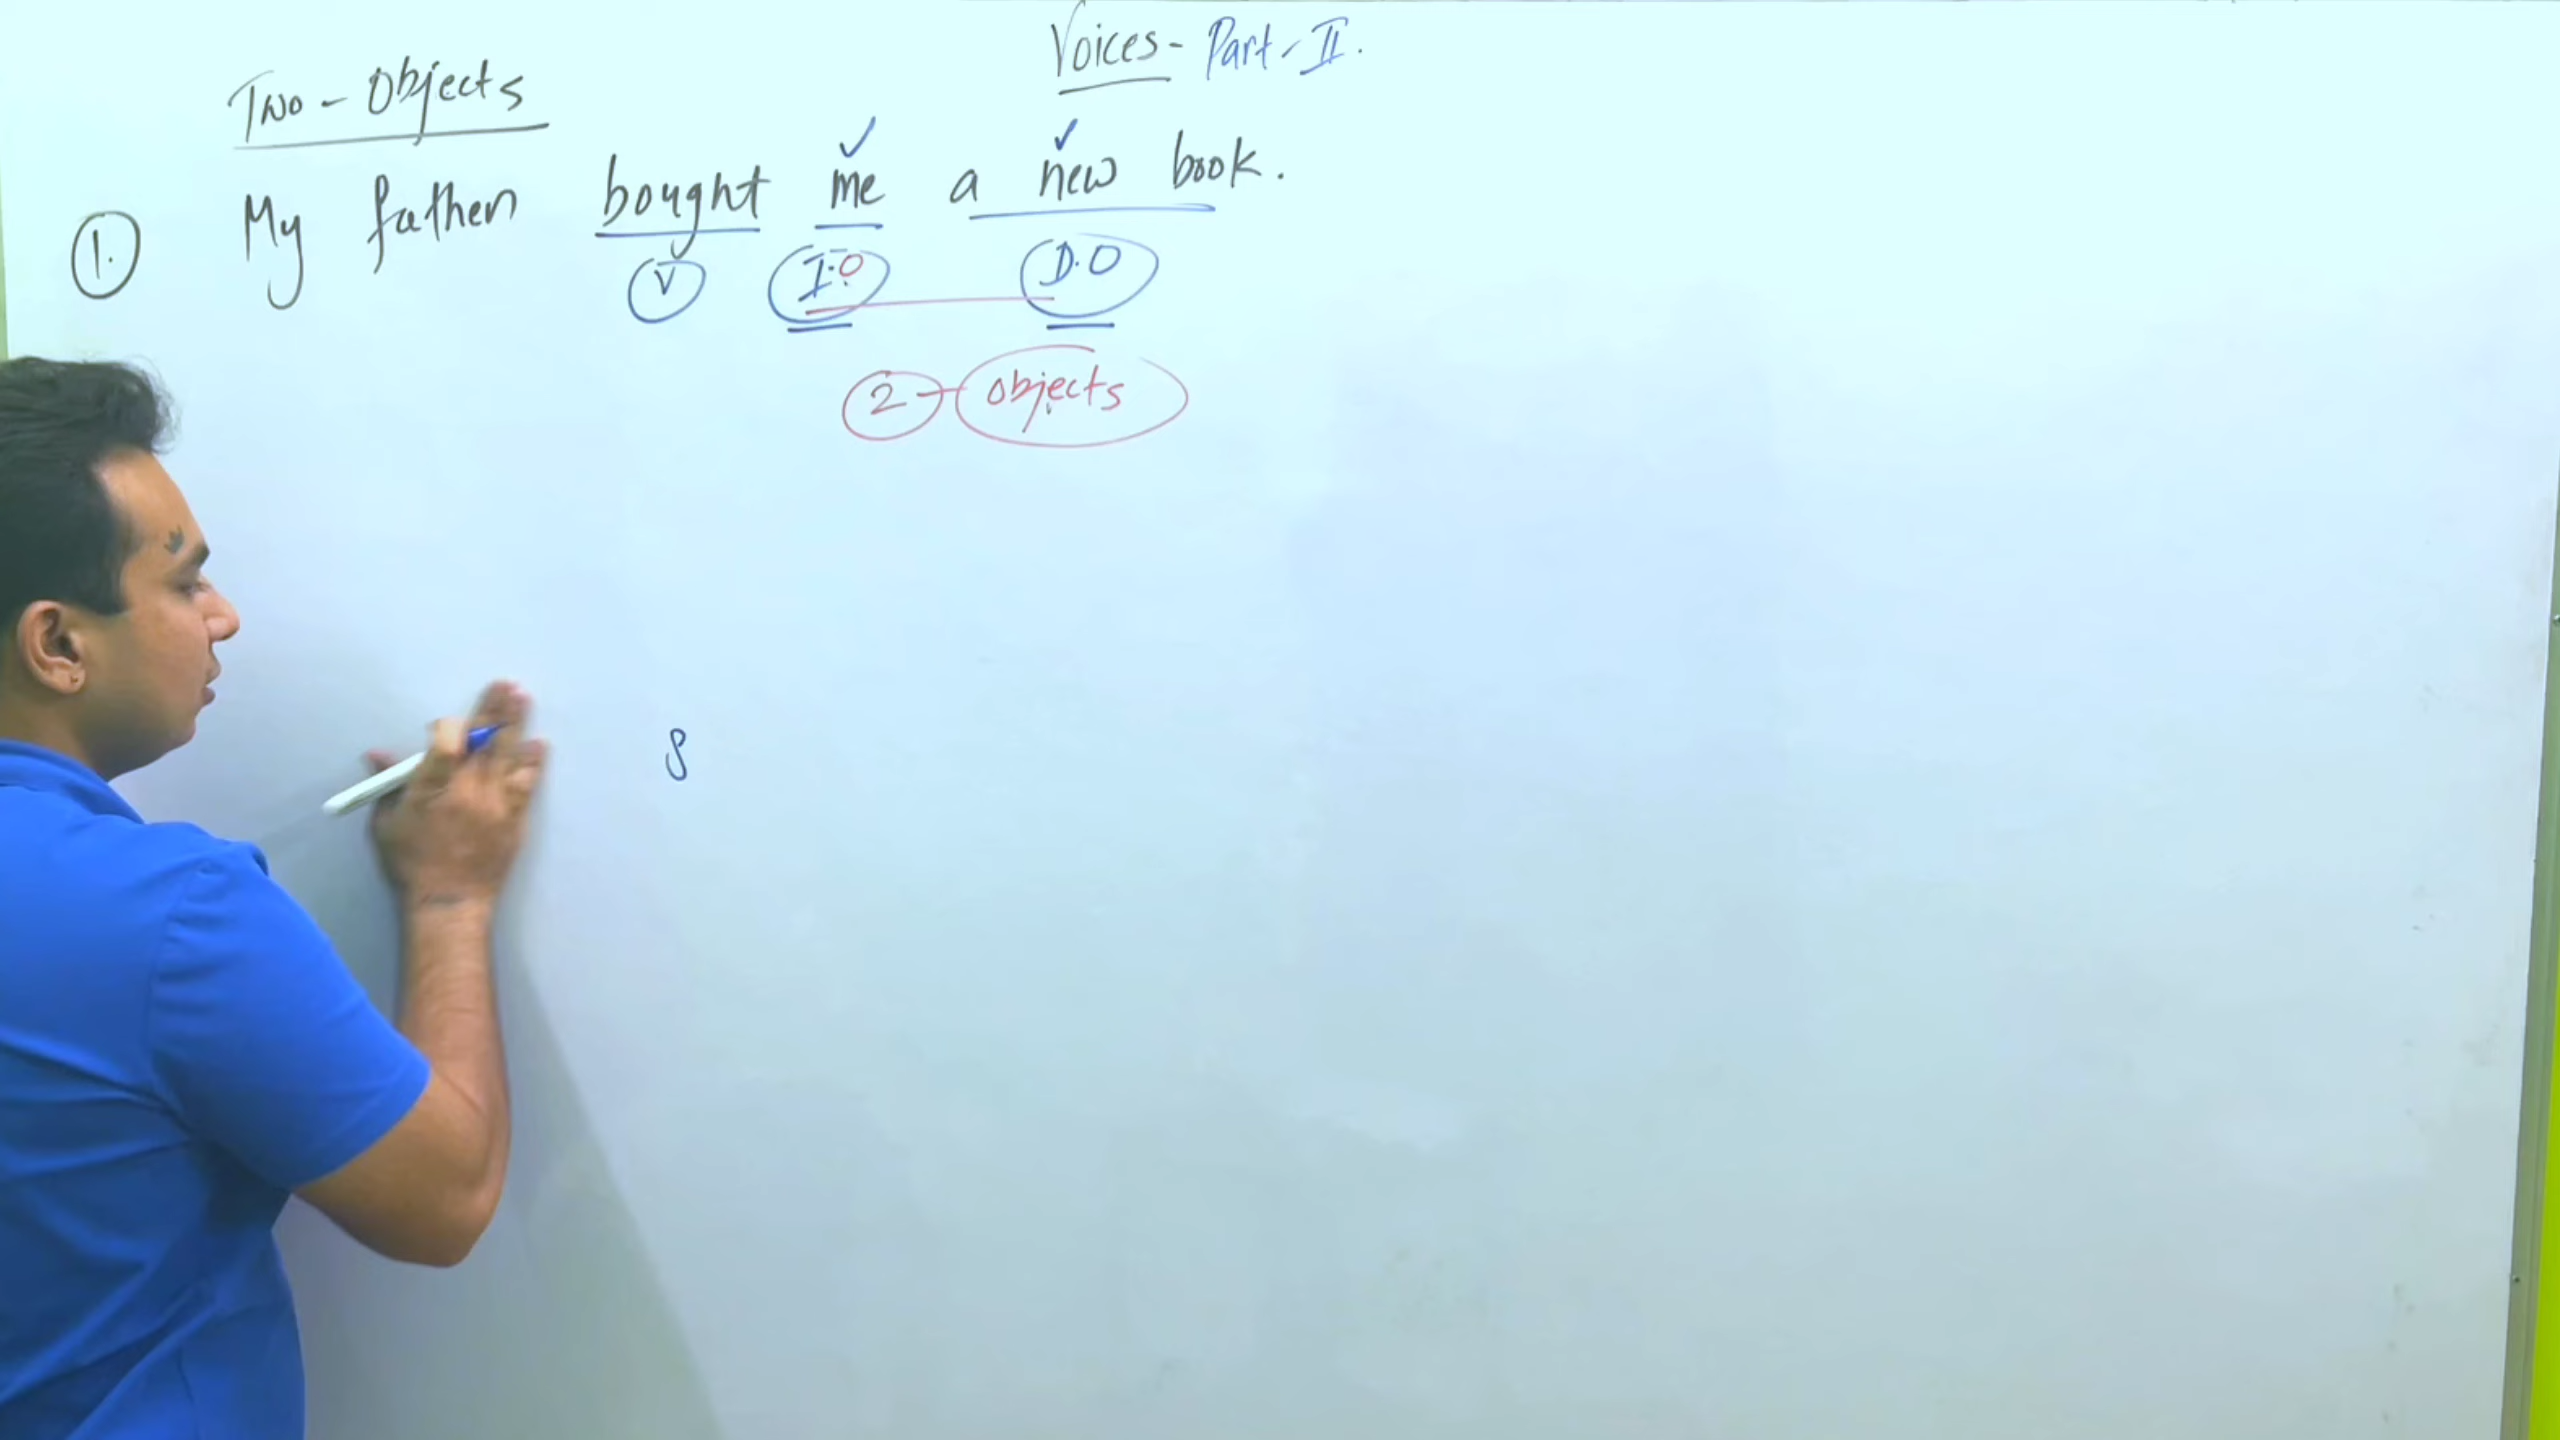 Voices - Part - II.
Two - Objects
1. My father bought me a new book.
V I.O D.O
2 - objects
S